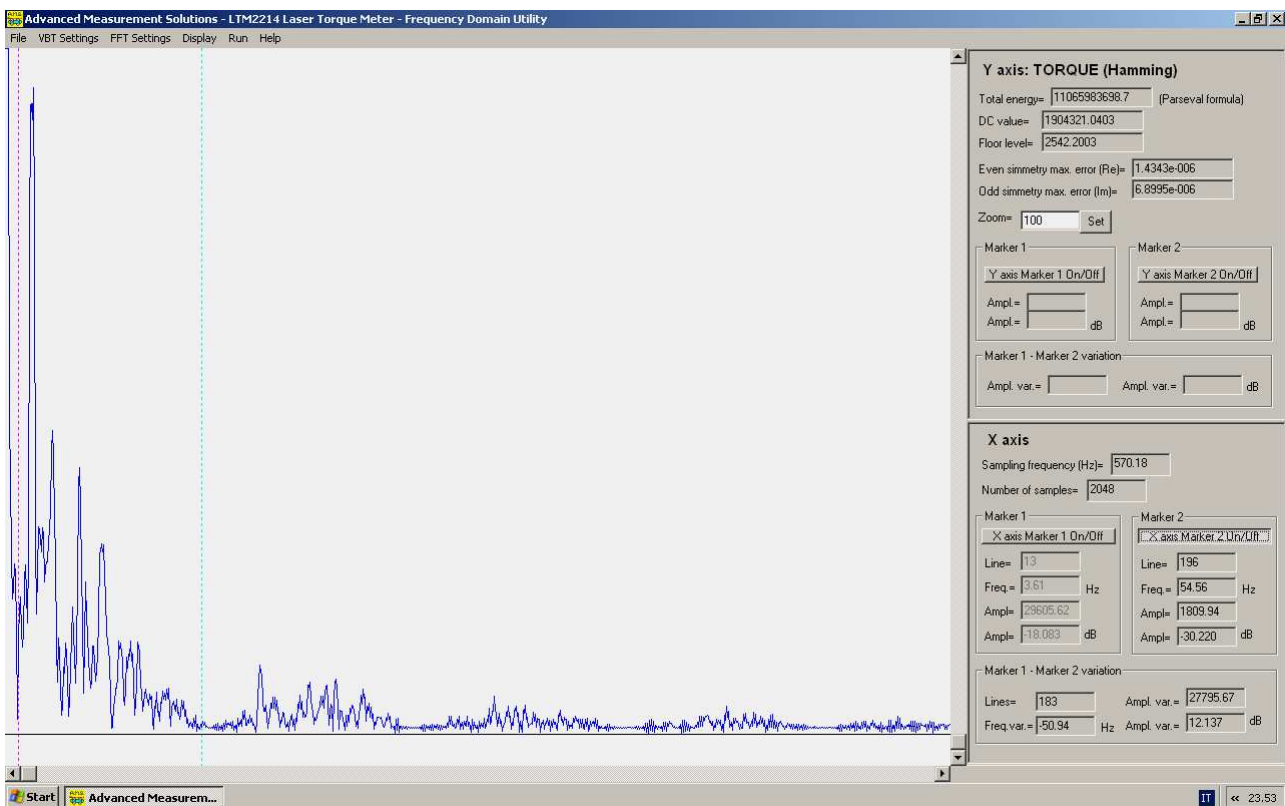 Advanced Measurement Solutions - LTM2214 Laser Torque Meter - Frequency Domain Utility
File VBT Settings FFT Settings Display Run Help
Y axis: TORQUE (Hamming)
Total energy= 11065983698.7 (Parseval formula)
DC value= 1904321.0403
Floor level= 2542.2003
Even simmetry max. error (Re)= 1.4343e-006
Odd simmetry max. error (Im)= 6.8995e-006
Zoom= 100 Set
Marker 1
Y axis Marker 1 On/Off
Ampl.=
Ampl.= dB
Marker 2
Y axis Marker 2 On/Off
Ampl.=
Ampl.= dB
Marker 1 - Marker 2 variation
Ampl. var.= Ampl. var.= dB
X axis
Sampling frequency (Hz)= 570.18
Number of samples= 2048
Marker 1
X axis Marker 1 On/Off
Line= 13
Freq.= 3.61 Hz
Ampl= 29605.62
Ampl= -18.083 dB
Marker 2
X axis Marker 2 On/Off
Line= 196
Freq.= 54.56 Hz
Ampl= 1809.94
Ampl= -30.220 dB
Marker 1 - Marker 2 variation
Lines= 183 Ampl. var.= 27795.67
Freq.var.= -50.94 Hz Ampl. var.= 12.137 dB
Start AMS Advanced Measurem... IT « 23.53